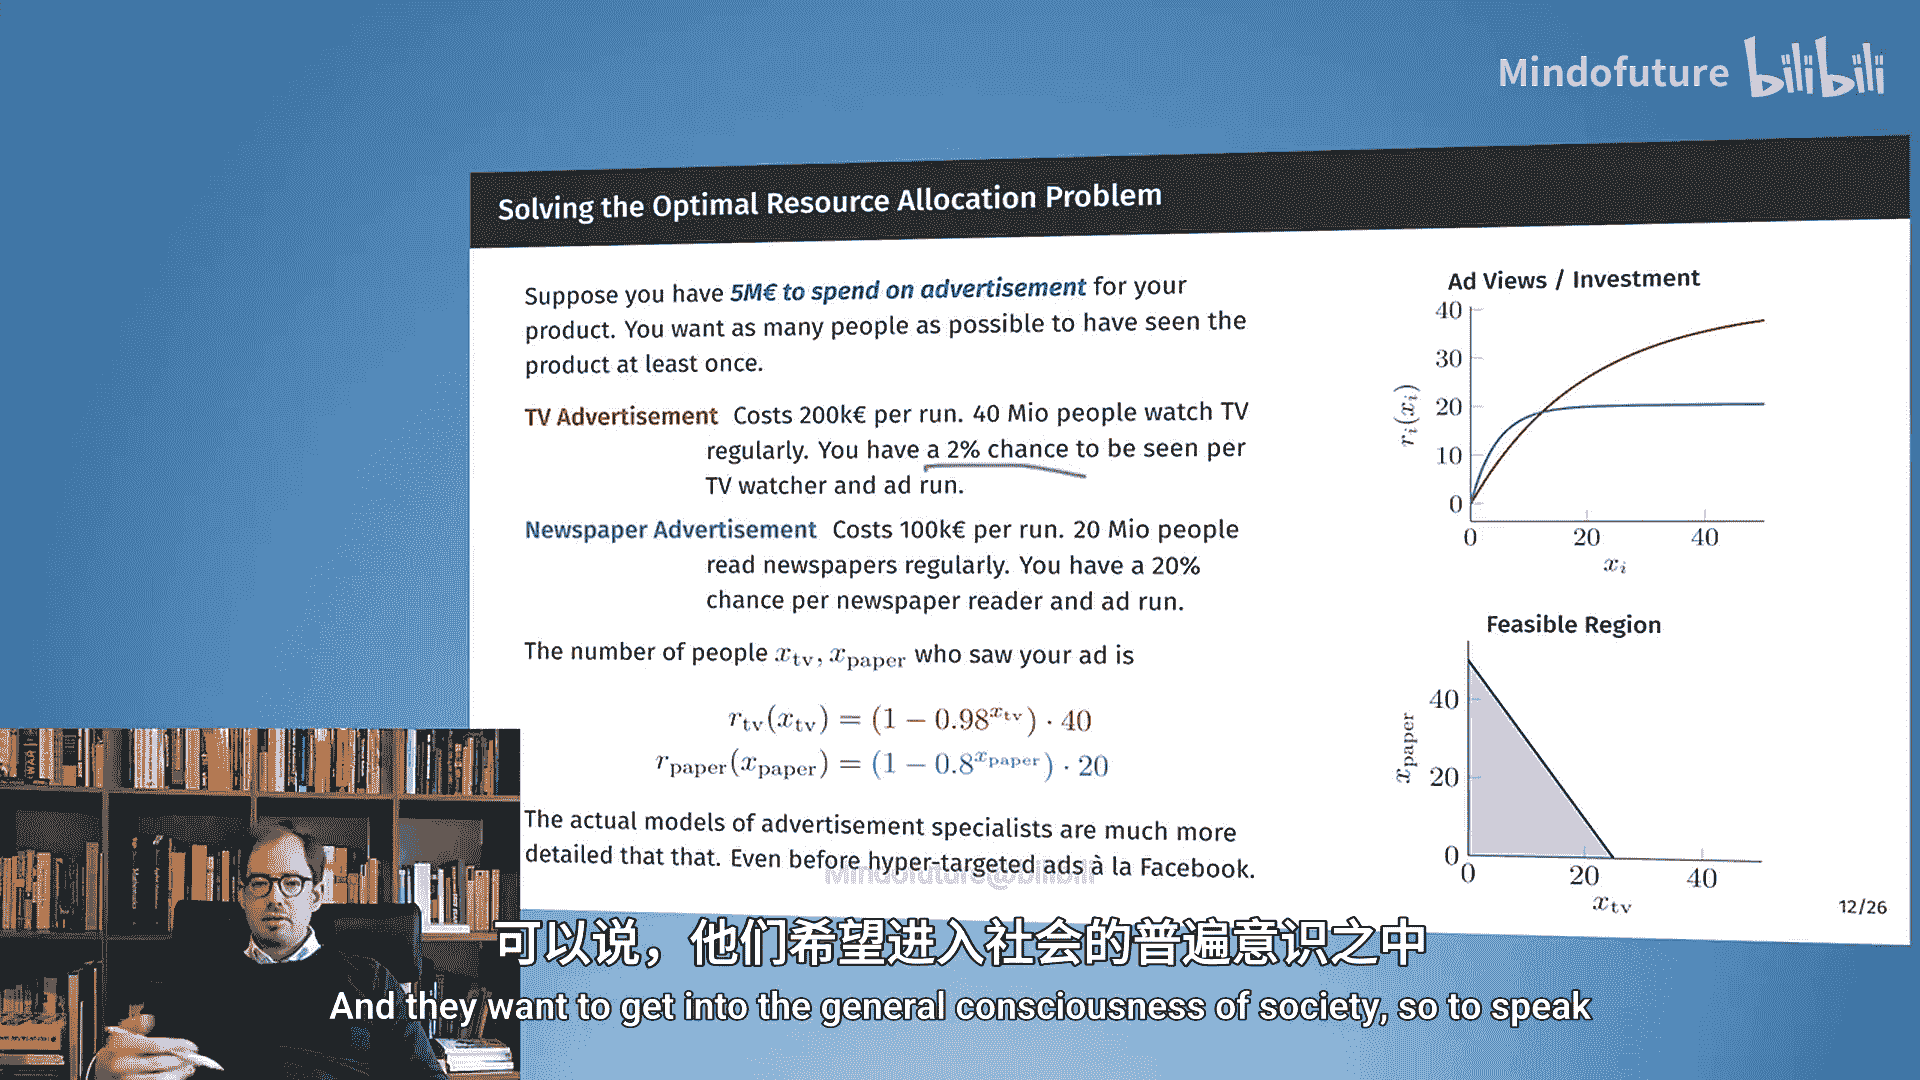 Mindofuture bilibili
Solving the Optimal Resource Allocation Problem
Suppose you have 5M€ to spend on advertisement for your
product. You want as many people as possible to have seen the
product at least once.
TV Advertisement Costs 200k€ per run. 40 Mio people watch TV
regularly. You have a 2% chance to be seen per
TV watcher and ad run.
Newspaper Advertisement Costs 100k€ per run. 20 Mio people
read newspapers regularly. You have a 20%
chance per newspaper reader and ad run.
The number of people x_tv, x_paper who saw your ad is
r_tv(x_tv) = (1 − 0.98^x_tv) · 40
r_paper(x_paper) = (1 − 0.8^x_paper) · 20
The actual models of advertisement specialists are much more
detailed that that. Even before hyper-targeted ads à la Facebook.
Mindofuture@bilibili
Ad Views / Investment
40
30
20
10
0
r_i(x_i)
0 20 40
x_i
Feasible Region
40
20
0
x_paper
0 20 40
x_tv
12/26
可以说，他们希望进入社会的普遍意识之中
And they want to get into the general consciousness of society, so to speak